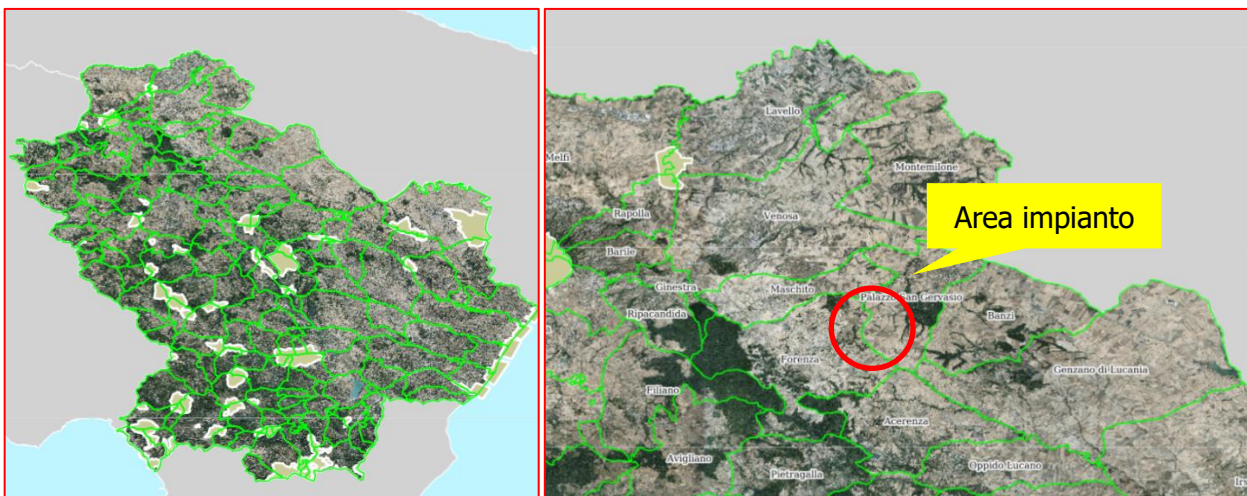 Lavello
Melfi
Montemilone
Area impianto
Rapolla
Venosa
Barile
Ginestra
Maschito
Palazzo San Gervasio
Ripacandida
Banzi
Forenza
Genzano di Lucania
Filiano
Acerenza
Avigliano
Pietragalla
Oppido Lucano